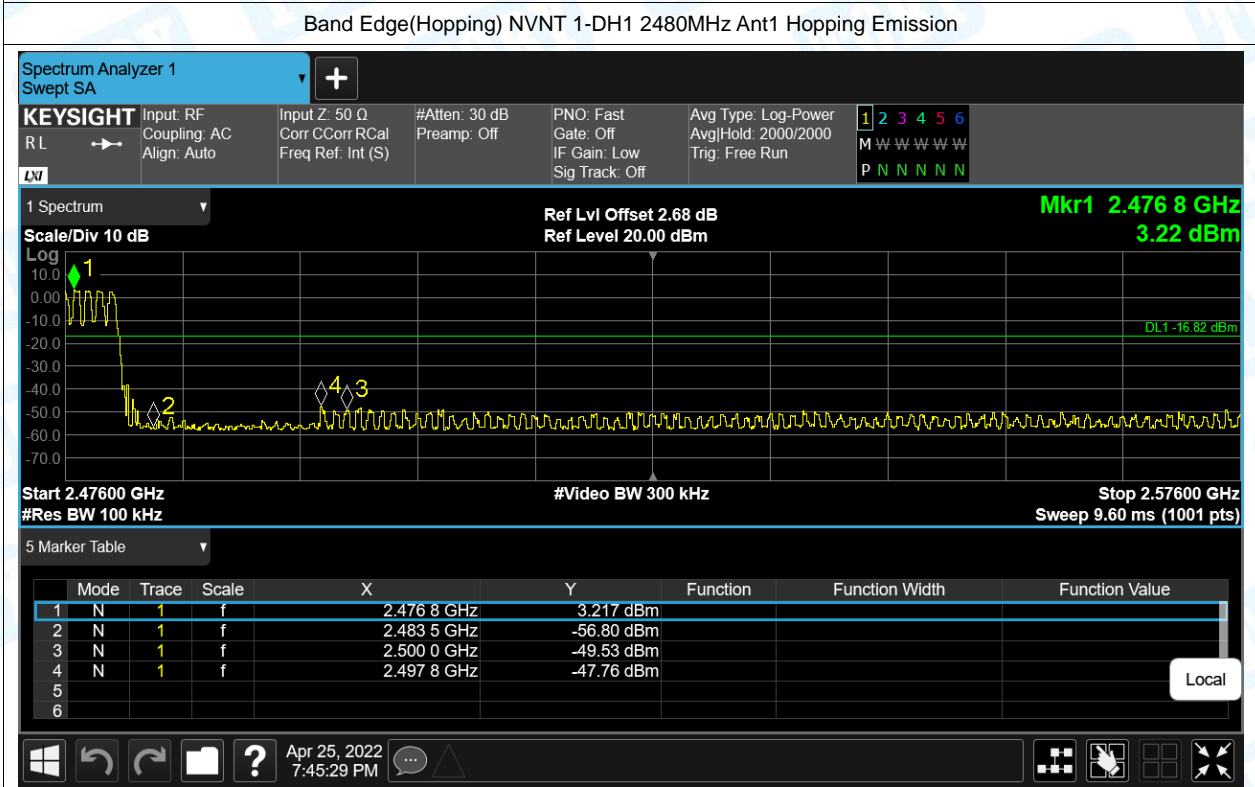 Band Edge(Hopping) NVNT 1-DH1 2480MHz Ant1 Hopping Emission
Spectrum Analyzer 1
Swept SA
KEYSIGHT
RL
LXI
Input: RF
Coupling: AC
Align: Auto
Input Z: 50 Ω
Corr CCorr RCal
Freq Ref: Int (S)
#Atten: 30 dB
Preamp: Off
PNO: Fast
Gate: Off
IF Gain: Low
Sig Track: Off
Avg Type: Log-Power
Avg|Hold: 2000/2000
Trig: Free Run
1 2 3 4 5 6
M W W W W W
P N N N N N
1 Spectrum
Scale/Div 10 dB
Ref Lvl Offset 2.68 dB
Ref Level 20.00 dBm
Mkr1 2.476 8 GHz
3.22 dBm
Log
10.0
0.00
-10.0
-20.0
-30.0
-40.0
-50.0
-60.0
-70.0
1
2
4
3
DL1 -16.82 dBm
Start 2.47600 GHz
#Res BW 100 kHz
#Video BW 300 kHz
Stop 2.57600 GHz
Sweep 9.60 ms (1001 pts)
5 Marker Table
Mode Trace Scale X Y Function Function Width Function Value
1 N 1 f 2.476 8 GHz 3.217 dBm
2 N 1 f 2.483 5 GHz -56.80 dBm
3 N 1 f 2.500 0 GHz -49.53 dBm
4 N 1 f 2.497 8 GHz -47.76 dBm
5
6
Local
?
Apr 25, 2022
7:45:29 PM